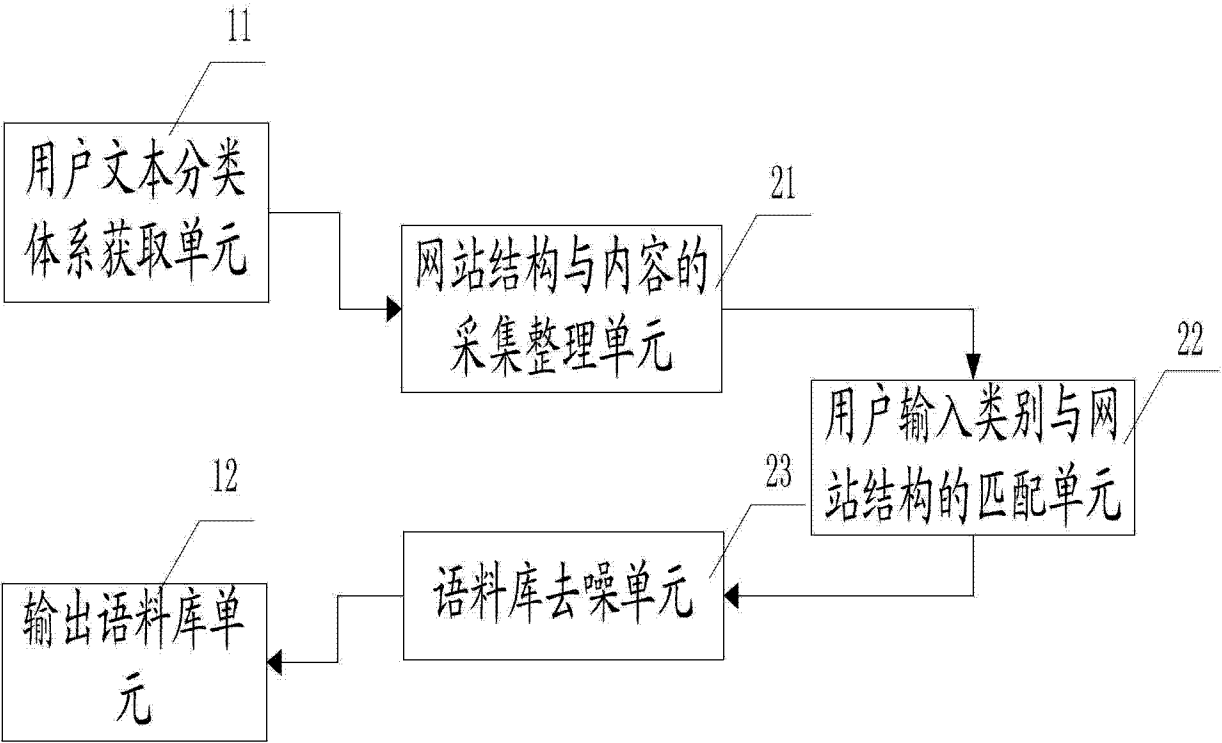 11
用户文本分类
体系获取单元
21
网站结构与内容的
采集整理单元
22
用户输入类别与网
站结构的匹配单元
23
语料库去噪单元
12
输出语料库单
元